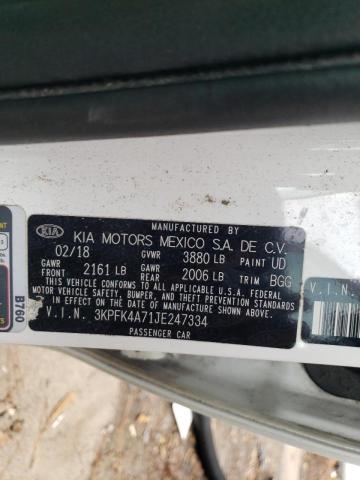 MANUFACTURED BY
KIA KIA MOTORS MEXICO S.A. DE C.V.
02/18 GVWR 3880 LB PAINT UD
GAWR FRONT 2161 LB GAWR REAR 2006 LB TRIM BGG
THIS VEHICLE CONFORMS TO ALL APPLICABLE U.S.A. FEDERAL
MOTOR VEHICLE SAFETY, BUMPER, AND THEFT PREVENTION STANDARDS
IN EFFECT ON THE DATE OF MANUFACTURE SHOWN ABOVE.
V.I.N. 3KPFK4A71JE247334
PASSENGER CAR
B760
V.I.N.